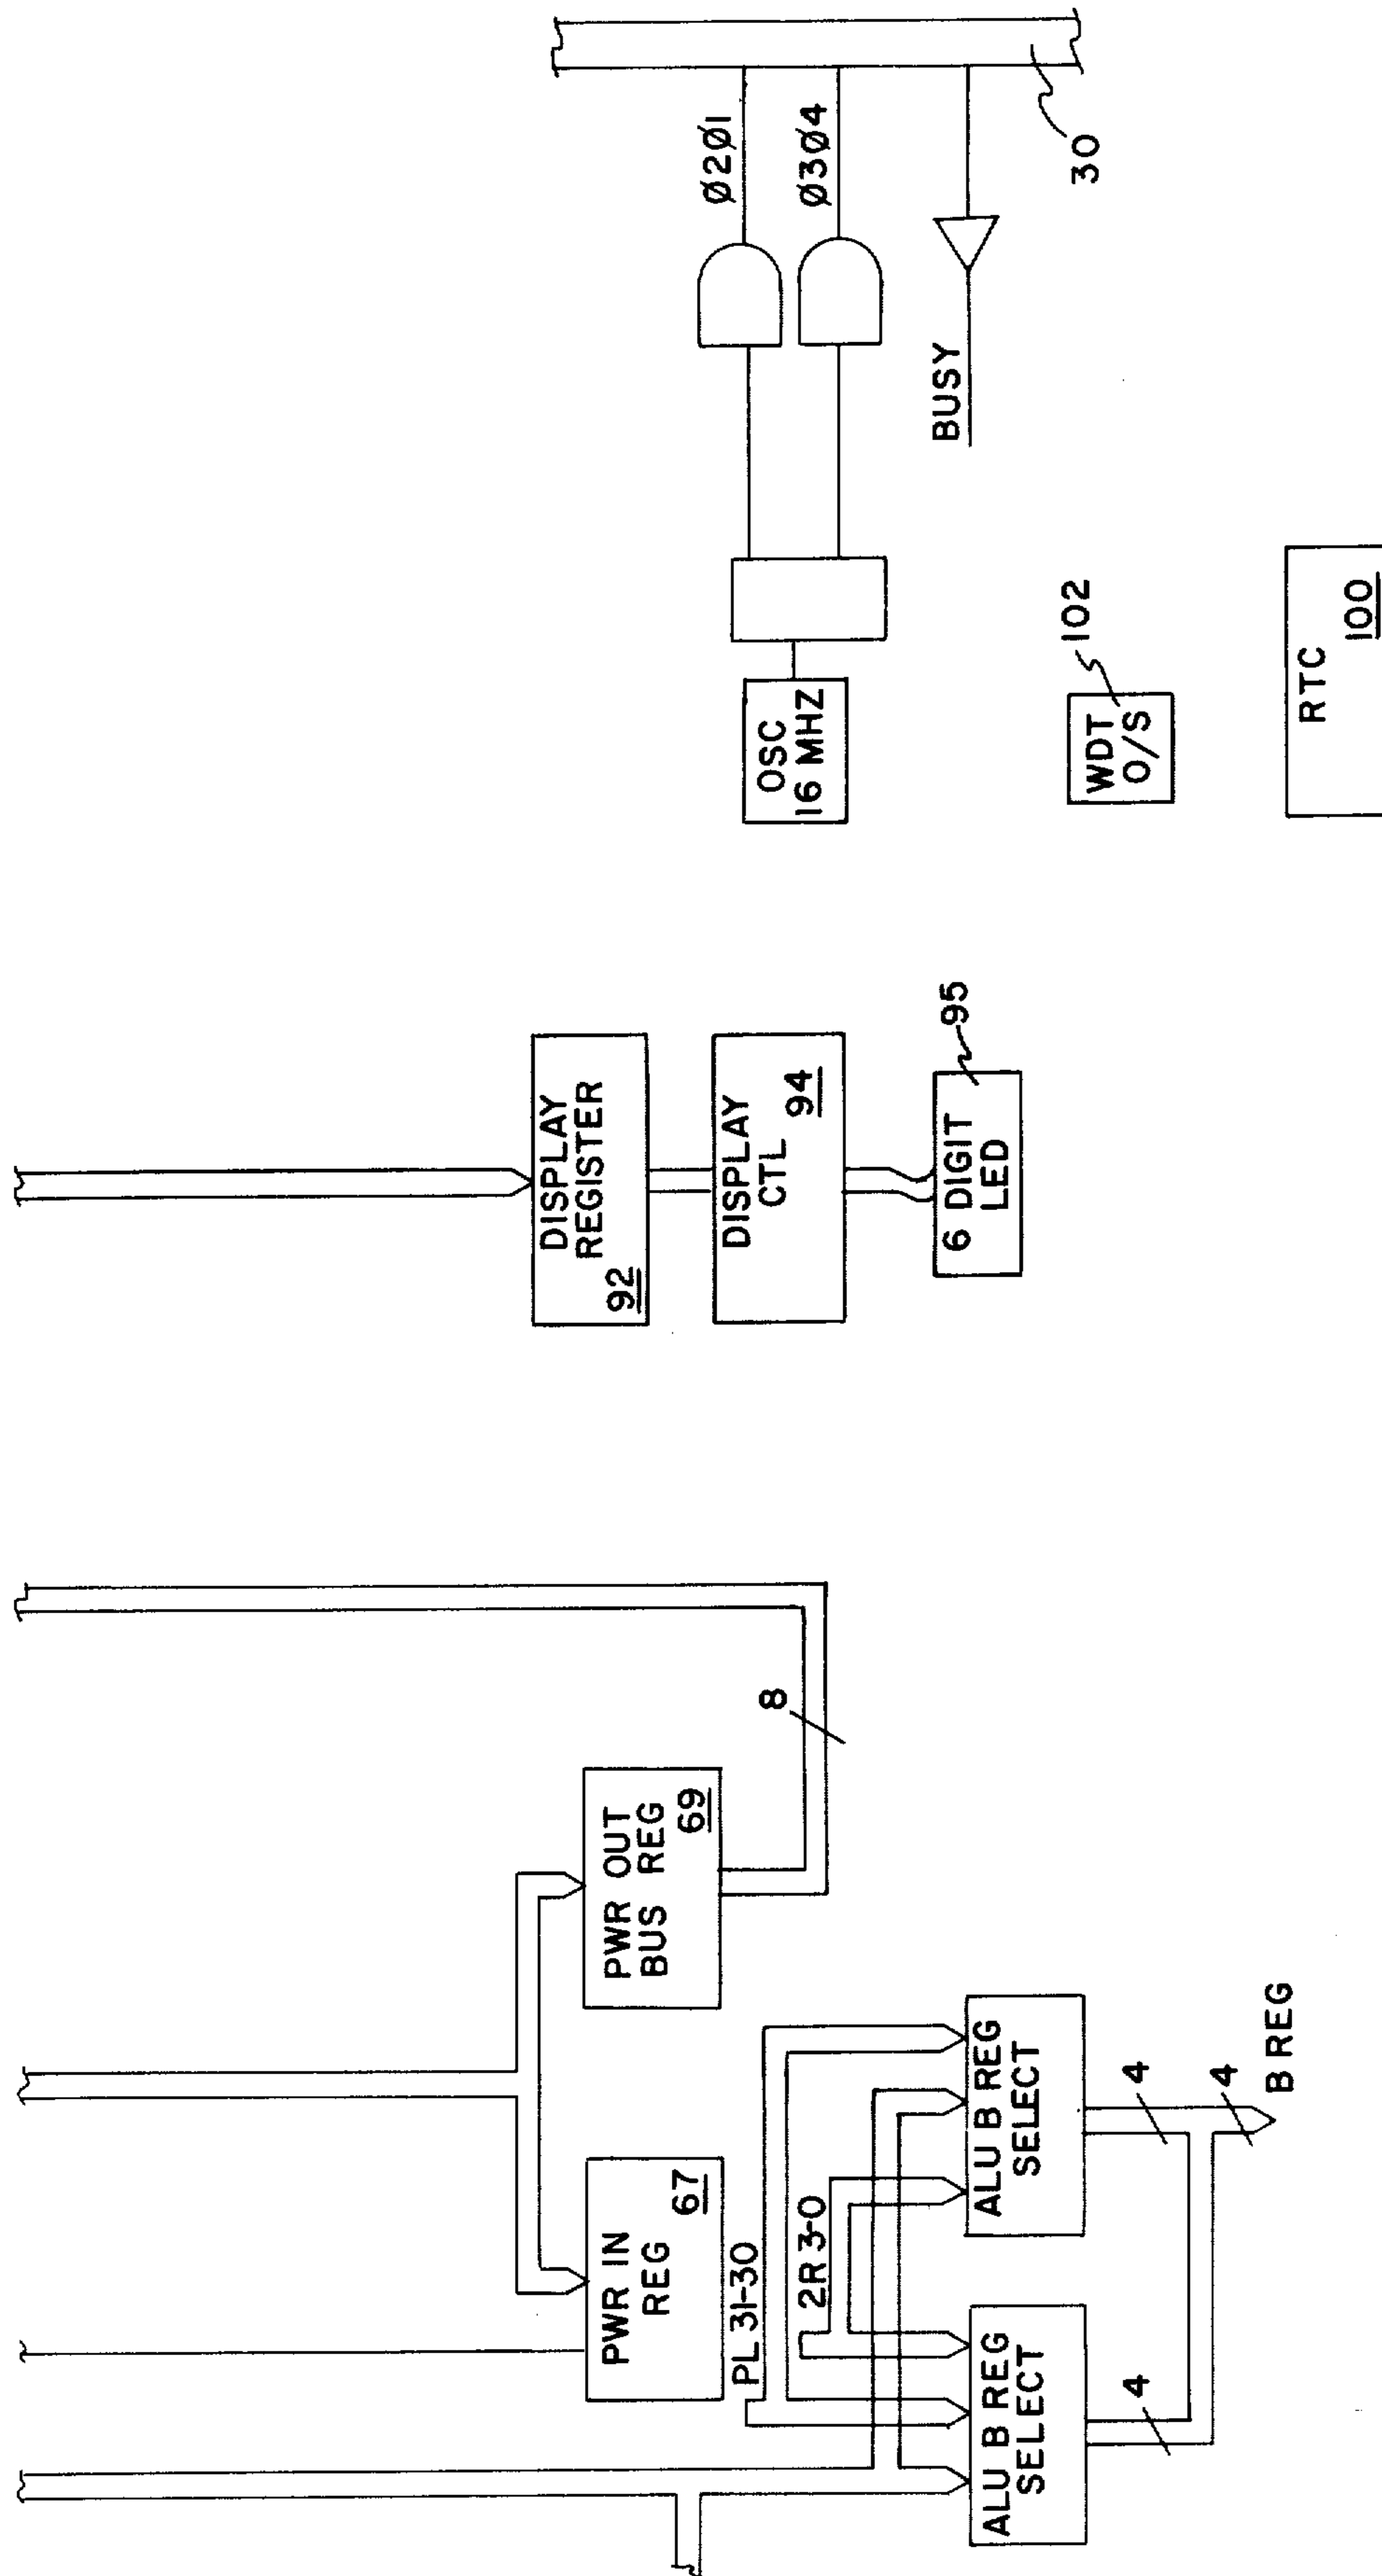 PWR IN
REG
67
PWR OUT
BUS REG
69
8
PL 31-30
2R 3-0
ALU B REG
SELECT
ALU B REG
SELECT
4
4
4
B REG
DISPLAY
REGISTER
92
DISPLAY
CTL
94
6 DIGIT
LED
95
OSC
16 MHZ
Ø2Ø1
Ø3Ø4
BUSY
30
WDT
O/S
102
RTC
100